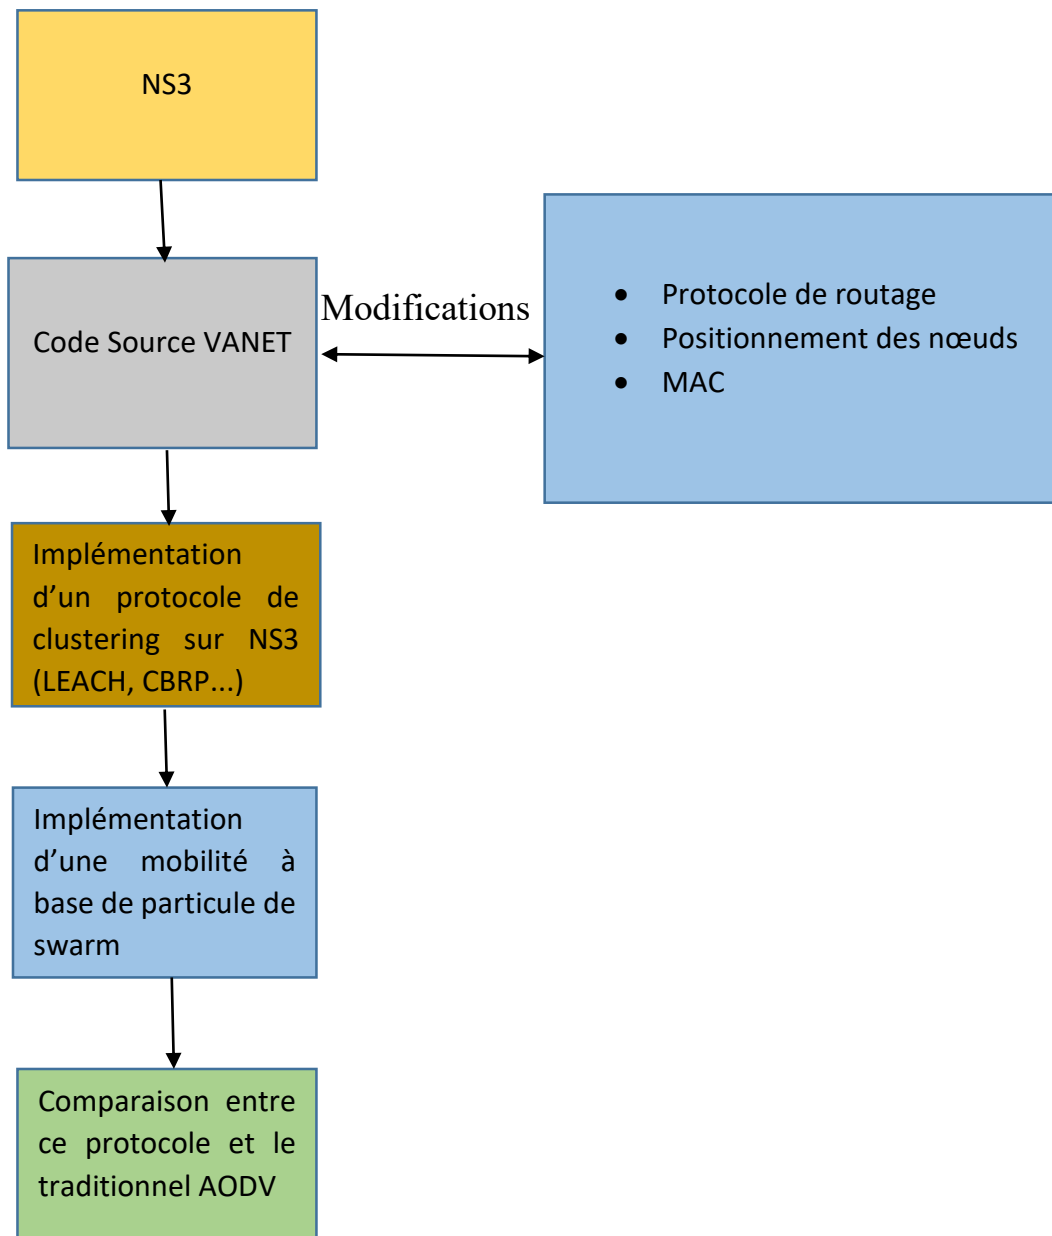 NS3
Code Source VANET
Modifications
• Protocole de routage
• Positionnement des nœuds
• MAC
Implémentation
d’un protocole de
clustering sur NS3
(LEACH, CBRP...)
Implémentation
d’une mobilité à
base de particule de
swarm
Comparaison entre
ce protocole et le
traditionnel AODV